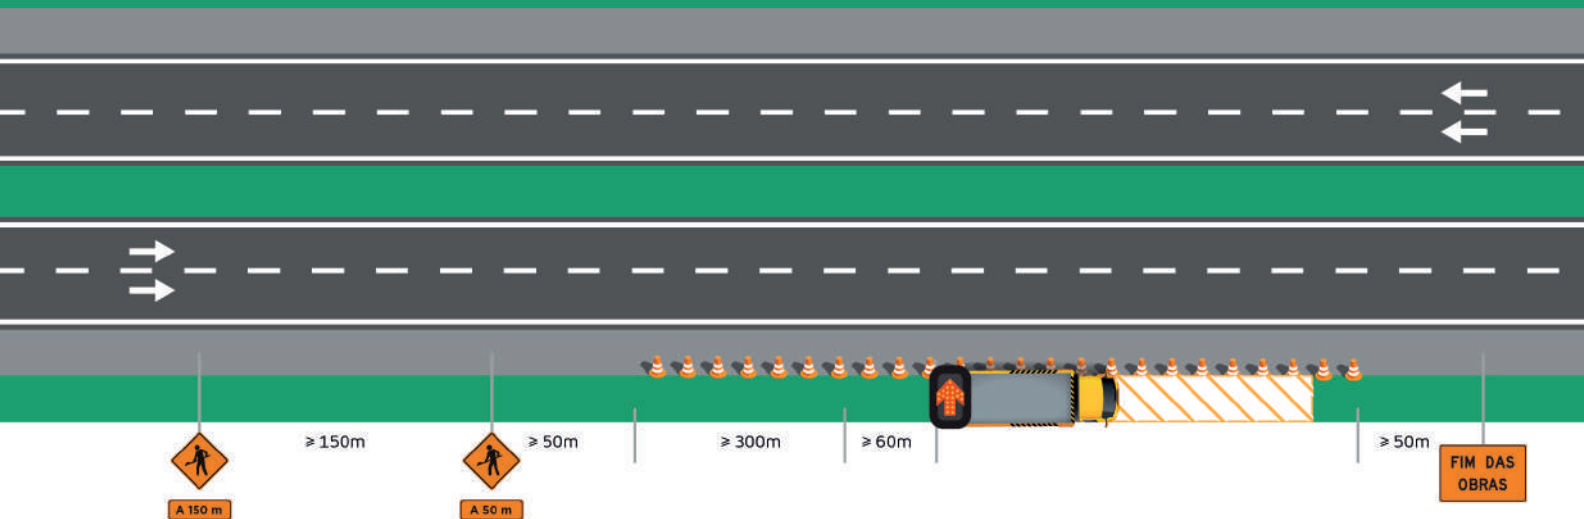 ≥ 150m
≥ 50m
≥ 300m
≥ 60m
≥ 50m
FIM DAS
OBRAS
A 150 m
A 50 m